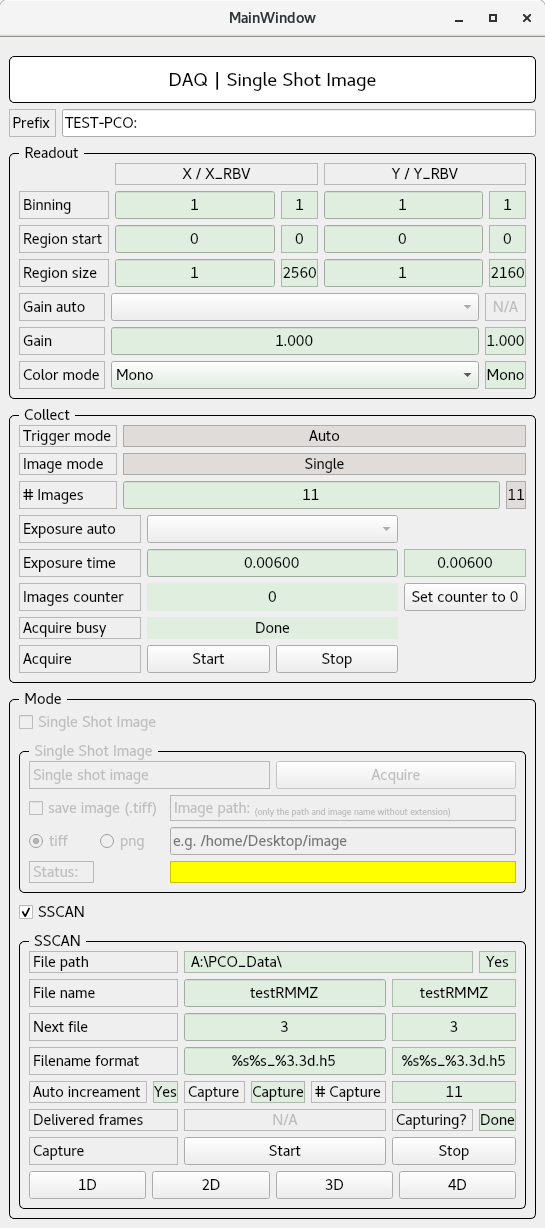 MainWindow
DAQ | Single Shot Image
Prefix TEST-PCO:
Readout
X / X_RBV Y / Y_RBV
Binning 1 1 1 1
Region start 0 0 0 0
Region size 1 2560 1 2160
Gain auto N/A
Gain 1.000 1.000
Color mode Mono Mono
Collect
Trigger mode Auto
Image mode Single
# Images 11 11
Exposure auto
Exposure time 0.00600 0.00600
Images counter 0 Set counter to 0
Acquire busy Done
Acquire Start Stop
Mode
Single Shot Image
Single Shot Image
Single shot image Acquire
save image (.tiff) Image path: (only the path and image name without extension)
tiff png e.g. /home/Desktop/image
Status:
SSCAN
SSCAN
File path A:\PCO_Data\ Yes
File name testRMMZ testRMMZ
Next file 3 3
Filename format %s%s_%3.3d.h5 %s%s_%3.3d.h5
Auto increament Yes Capture Capture # Capture 11
Delivered frames N/A Capturing? Done
Capture Start Stop
1D 2D 3D 4D